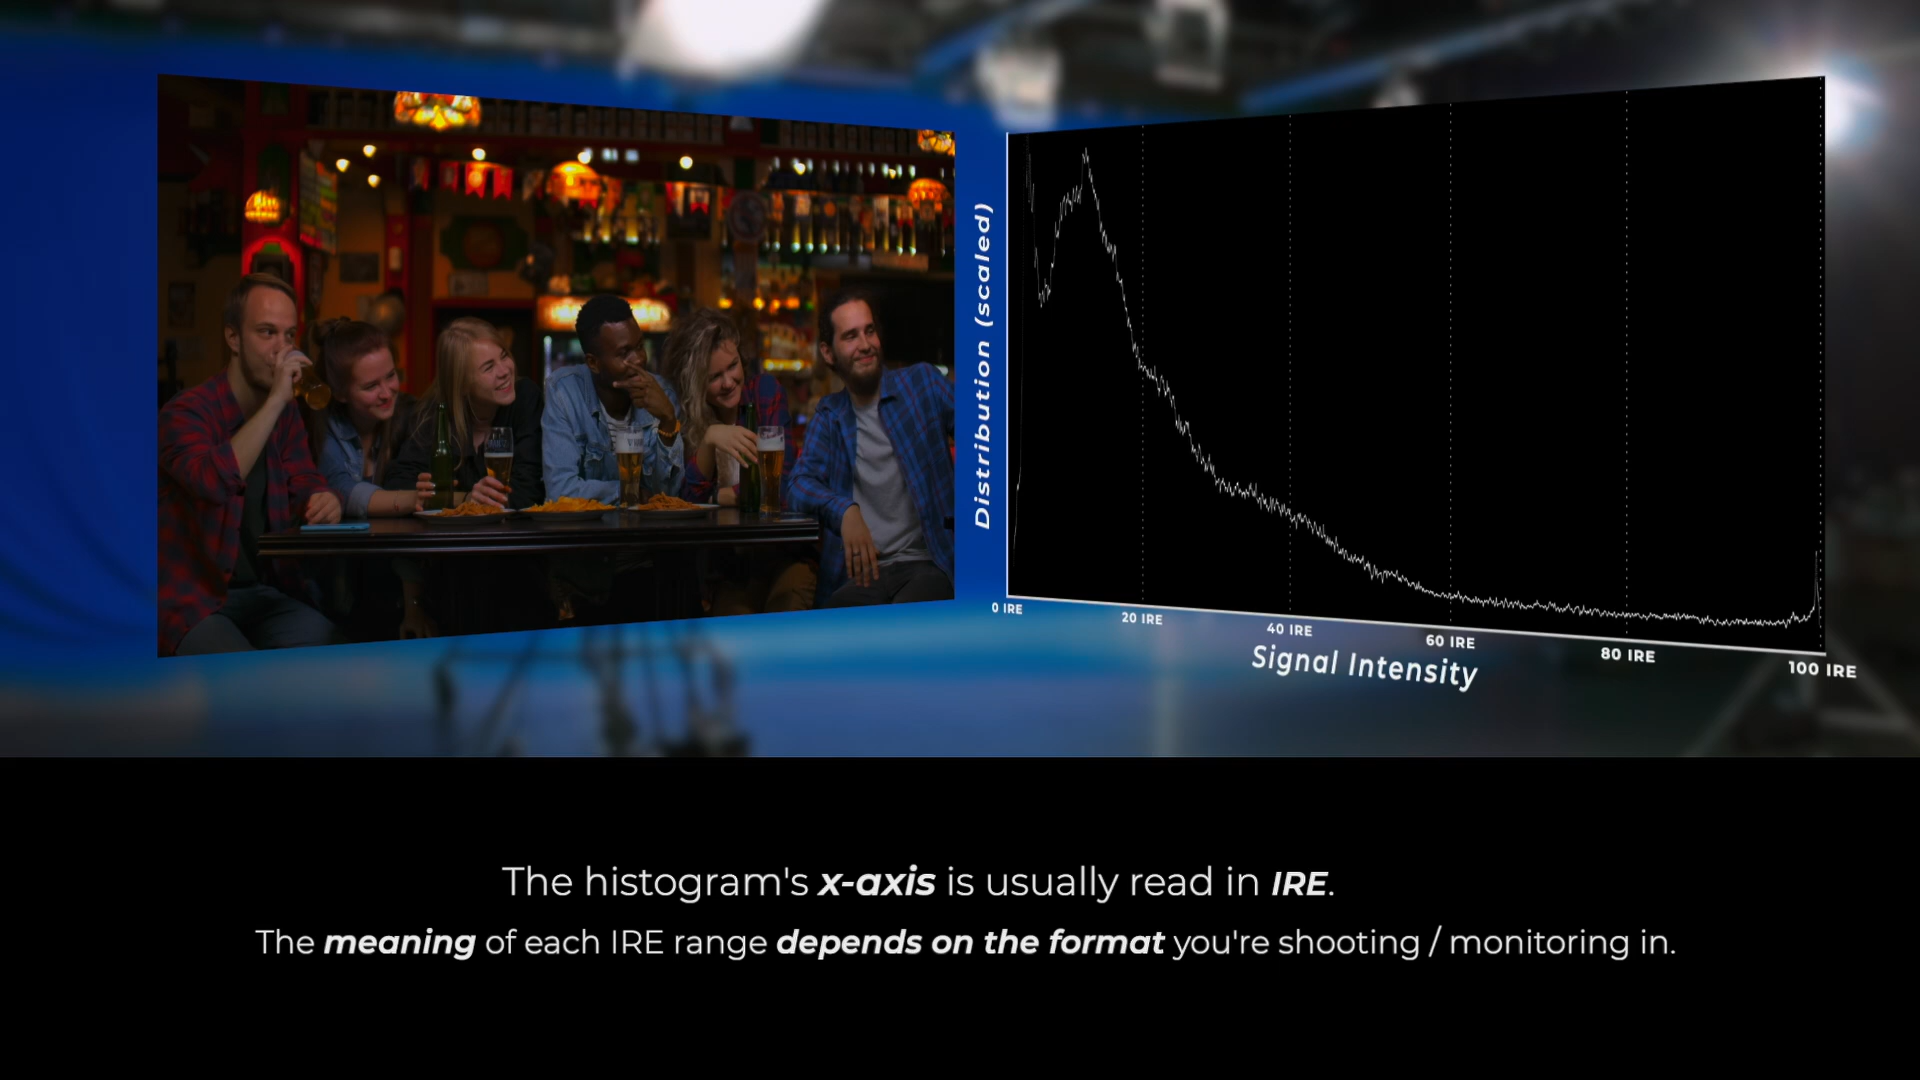 Distribution (scaled)
0 IRE
20 IRE
40 IRE
60 IRE
80 IRE
100 IRE
Signal Intensity
The histogram's x-axis is usually read in IRE.
The meaning of each IRE range depends on the format you're shooting / monitoring in.